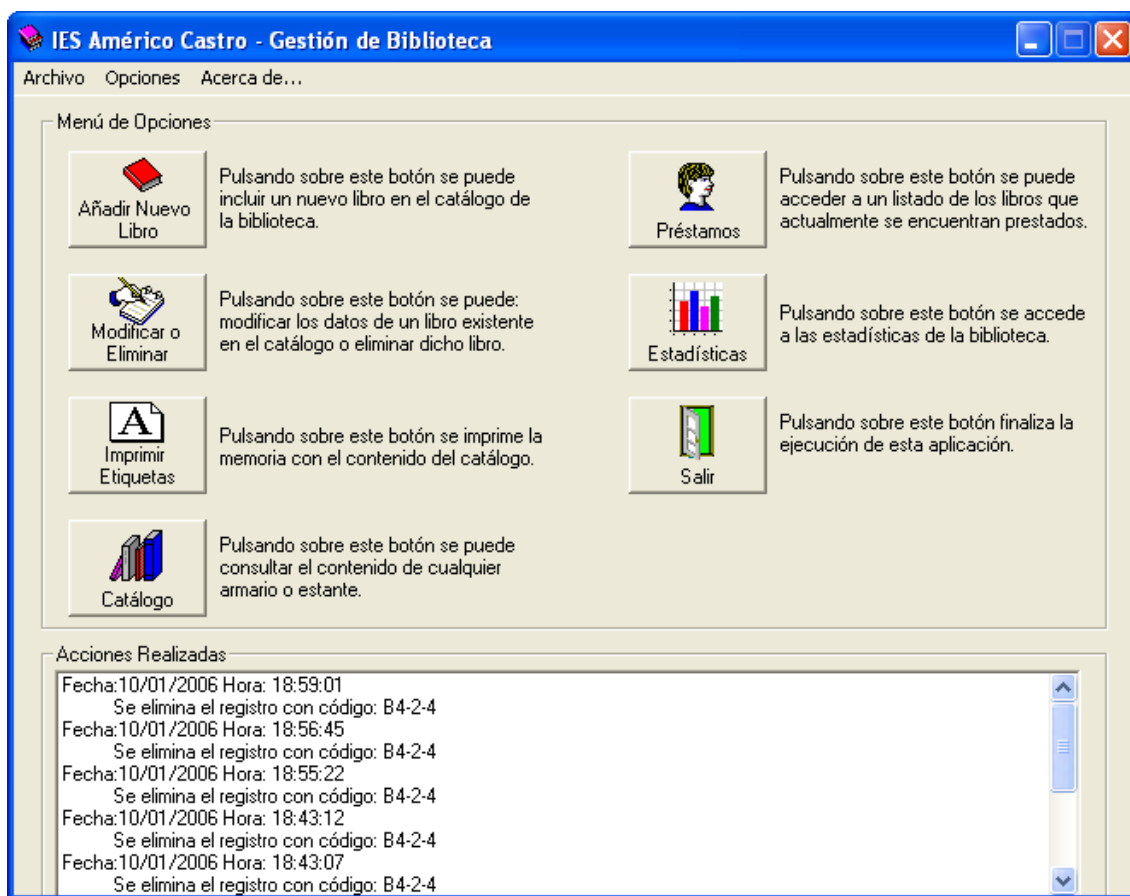 IES Américo Castro - Gestión de Biblioteca
Archivo Opciones Acerca de...
Menú de Opciones
Añadir Nuevo
Libro
Pulsando sobre este botón se puede
incluir un nuevo libro en el catálogo de
la biblioteca.
Modificar o
Eliminar
Pulsando sobre este botón se puede:
modificar los datos de un libro existente
en el catálogo o eliminar dicho libro.
A
Imprimir
Etiquetas
Pulsando sobre este botón se imprime la
memoria con el contenido del catálogo.
Catálogo
Pulsando sobre este botón se puede
consultar el contenido de cualquier
armario o estante.
Préstamos
Pulsando sobre este botón se puede
acceder a un listado de los libros que
actualmente se encuentran prestados.
Estadísticas
Pulsando sobre este botón se accede
a las estadísticas de la biblioteca.
Salir
Pulsando sobre este botón finaliza la
ejecución de esta aplicación.
Acciones Realizadas
Fecha:10/01/2006 Hora: 18:59:01
Se elimina el registro con código: B4-2-4
Fecha:10/01/2006 Hora: 18:56:45
Se elimina el registro con código: B4-2-4
Fecha:10/01/2006 Hora: 18:55:22
Se elimina el registro con código: B4-2-4
Fecha:10/01/2006 Hora: 18:43:12
Se elimina el registro con código: B4-2-4
Fecha:10/01/2006 Hora: 18:43:07
Se elimina el registro con código: B4-2-4